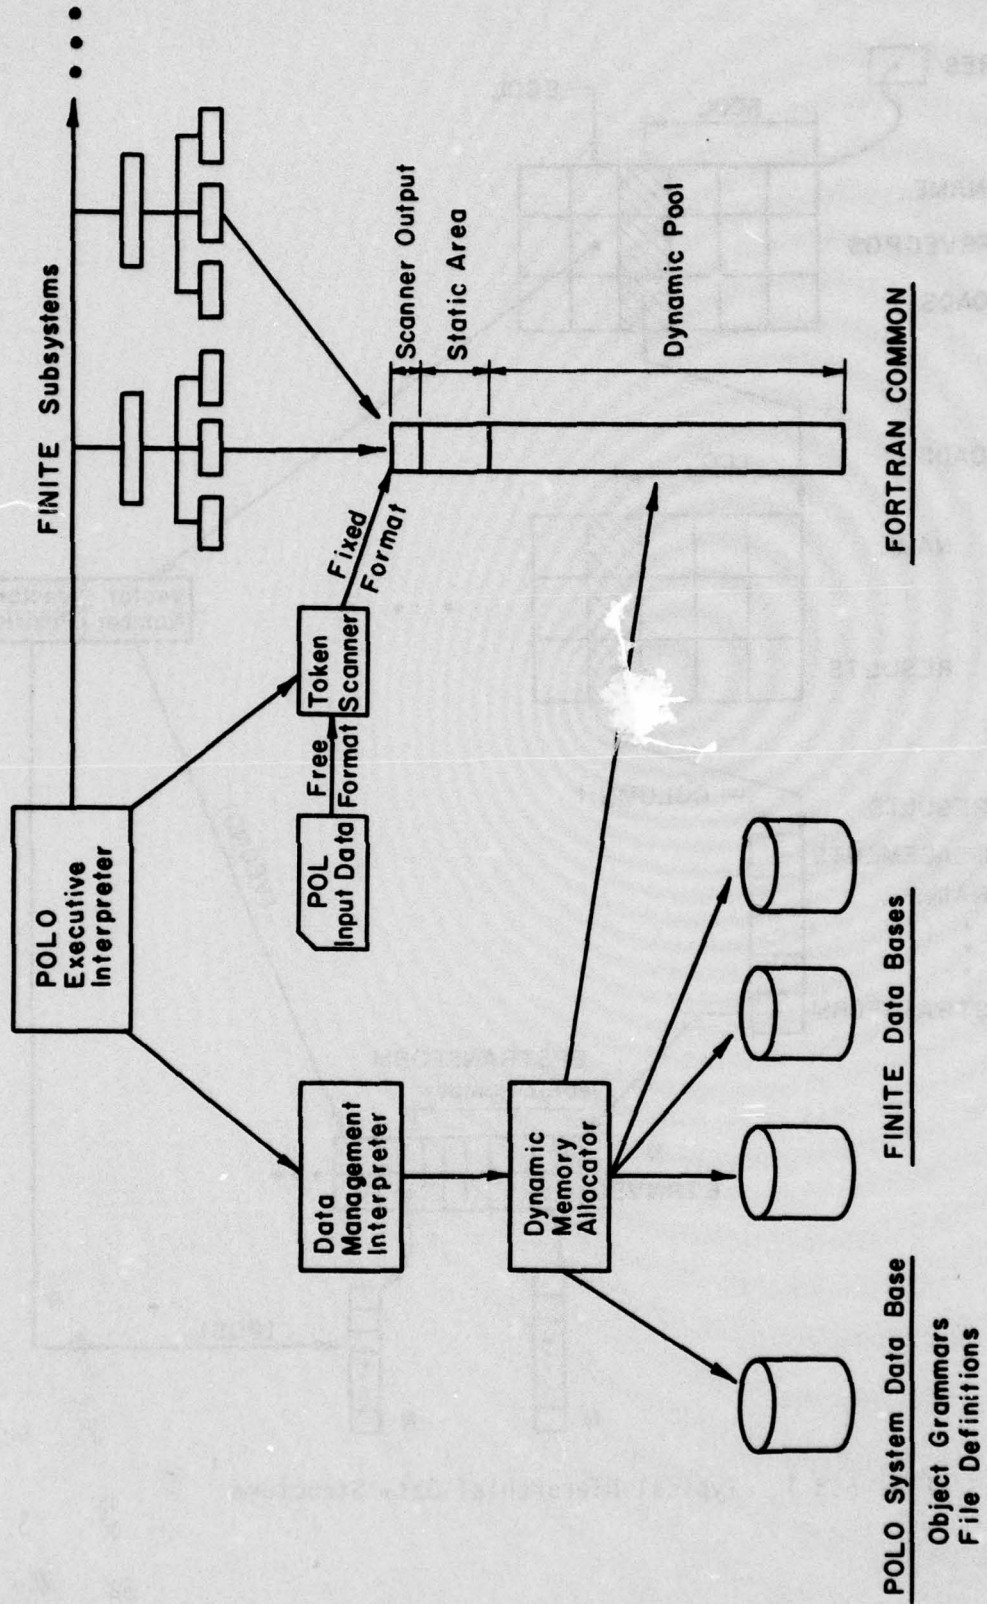 POLO
Executive
Interpreter
FINITE Subsystems
Data
Management
Interpreter
POL
Input Data
Free
Format
Token
Scanner
Fixed
Format
Dynamic
Memory
Allocator
Scanner Output
Static Area
Dynamic Pool
POLO System Data Base
Object Grammars
File Definitions
FINITE Data Bases
FORTRAN COMMON
RESULTS